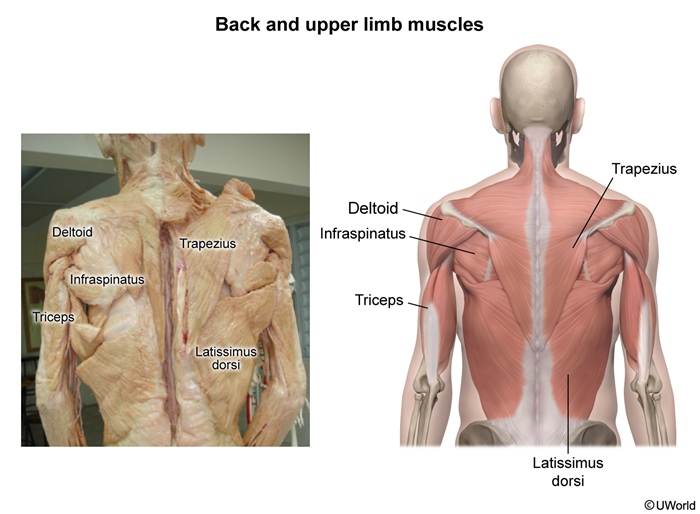 Back and upper limb muscles
Deltoid
Trapezius
Infraspinatus
Triceps
Latissimus
dorsi
Trapezius
Deltoid
Infraspinatus
Triceps
Latissimus
dorsi
©UWorld